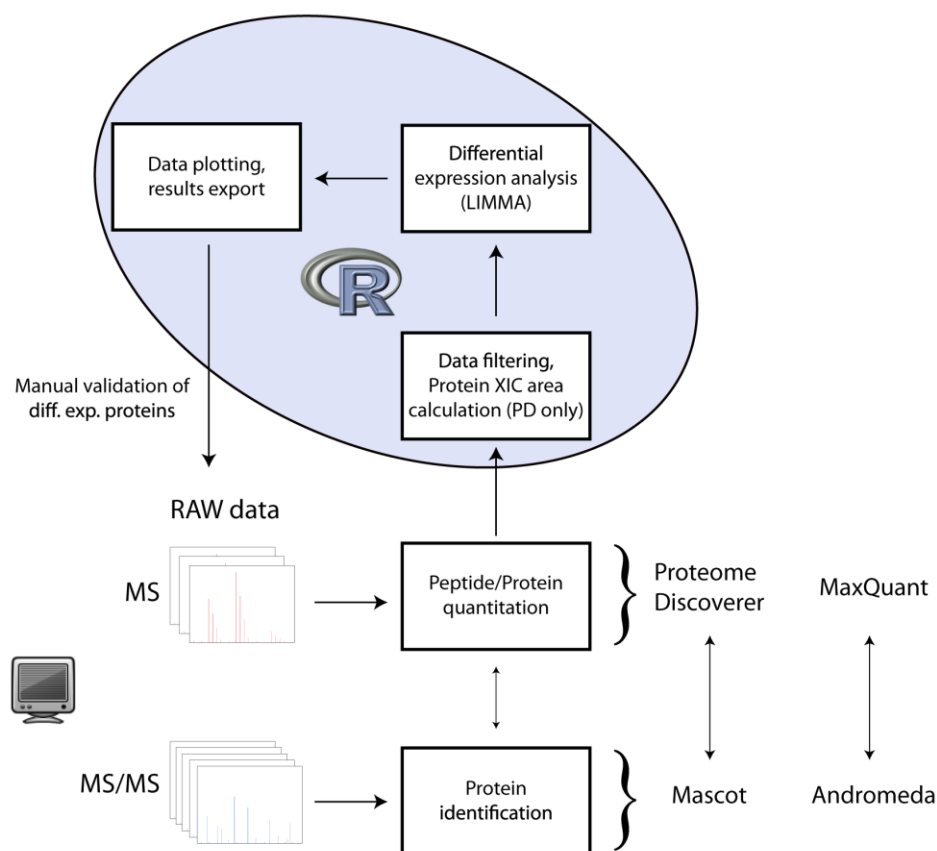 Data plotting,
results export
Differential
expression analysis
(LIMMA)
R
Data filtering,
Protein XIC area
calculation (PD only)
Manual validation of
diff. exp. proteins
RAW data
MS
Peptide/Protein
quantitation
Proteome
Discoverer
MaxQuant
MS/MS
Protein
identification
Mascot
Andromeda